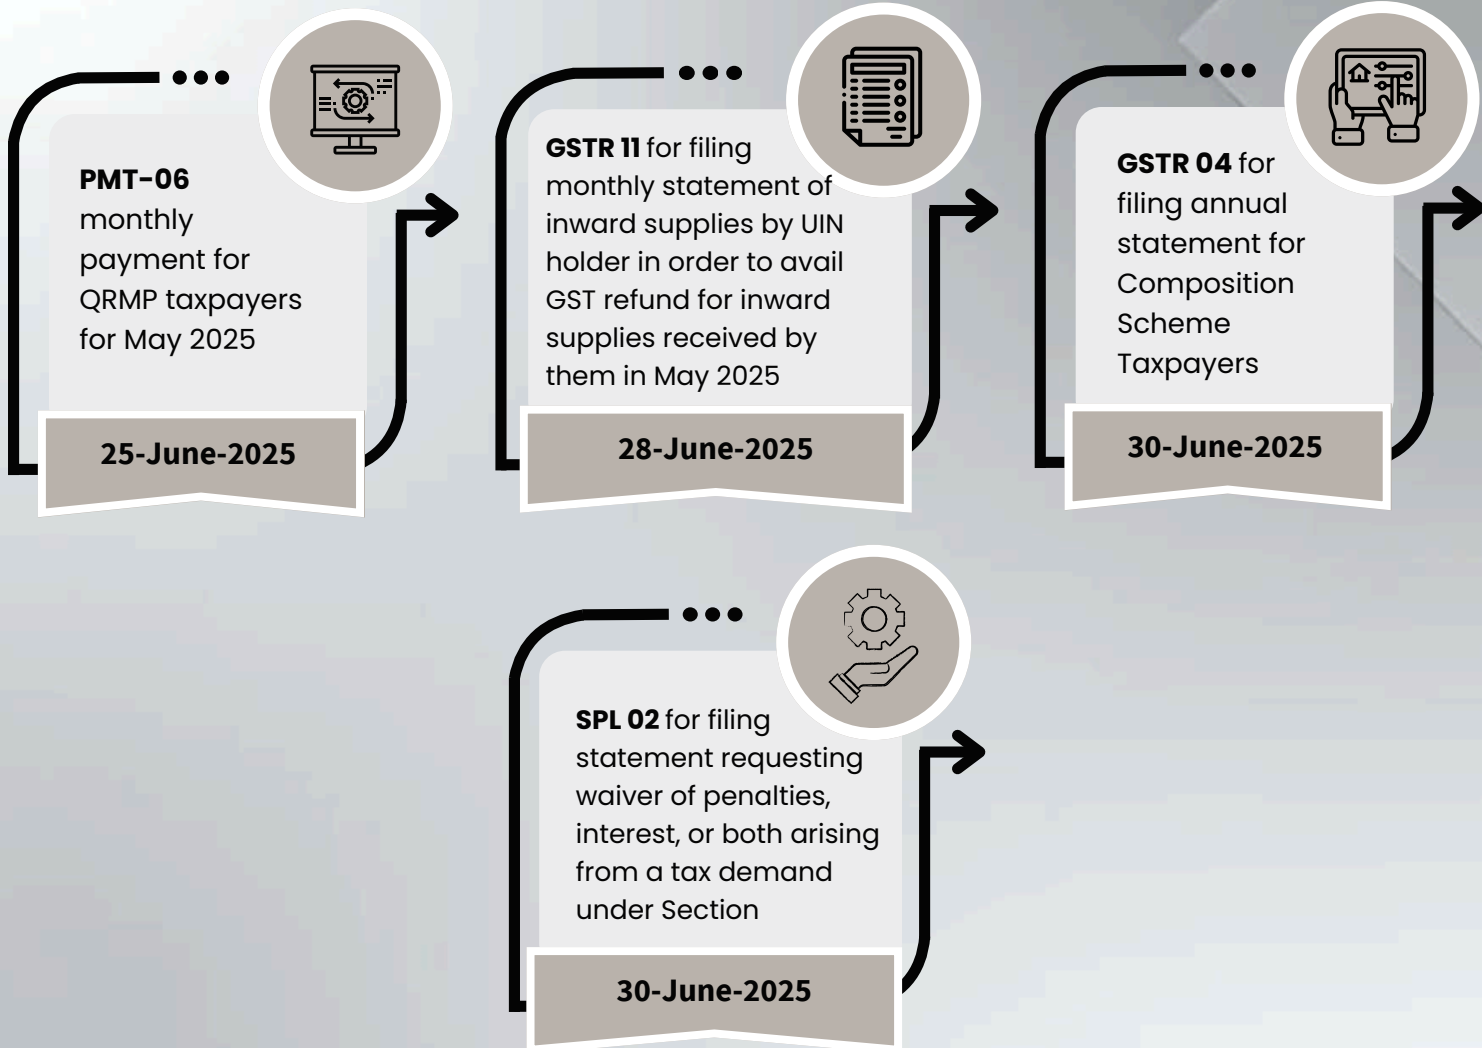 PMT-06
monthly
payment for
QRMP taxpayers
for May 2025
25-June-2025
GSTR 11 for filing
monthly statement of
inward supplies by UIN
holder in order to avail
GST refund for inward
supplies received by
them in May 2025
28-June-2025
GSTR 04 for
filing annual
statement for
Composition
Scheme
Taxpayers
30-June-2025
SPL 02 for filing
statement requesting
waiver of penalties,
interest, or both arising
from a tax demand
under Section
30-June-2025